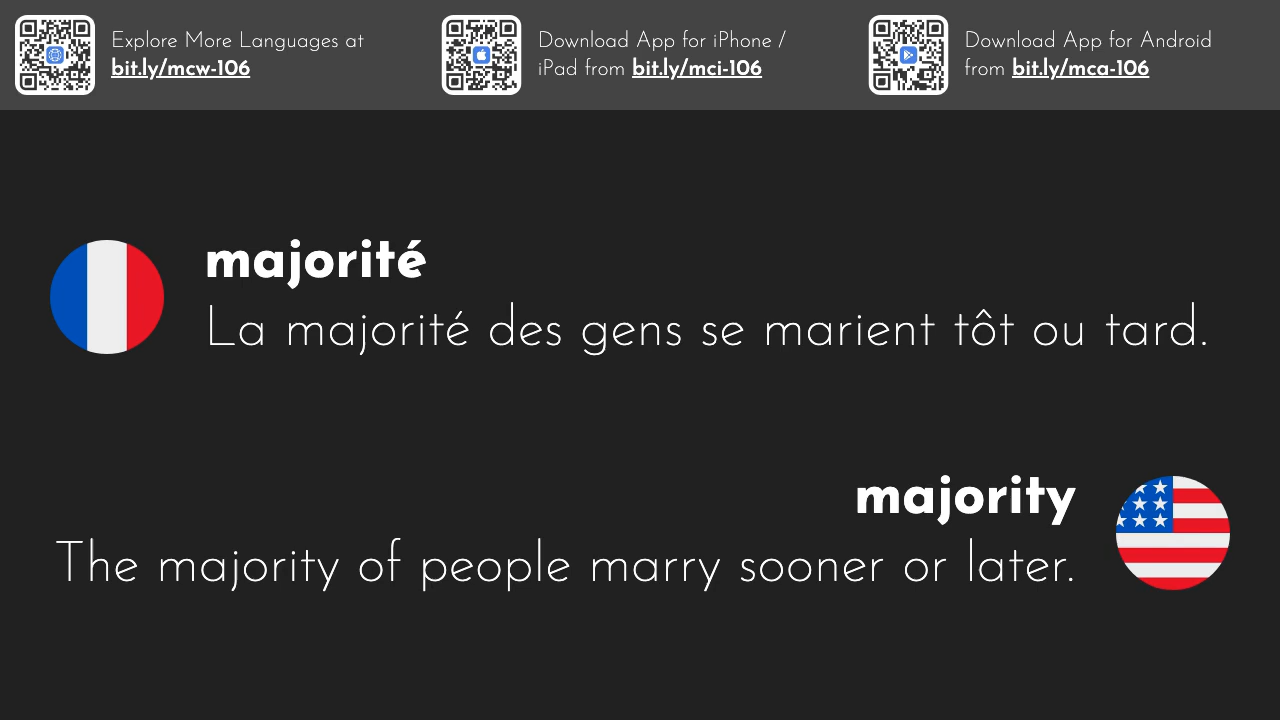 Explore More Languages at
bit.ly/mcw-106
Download App for iPhone /
iPad from bit.ly/mci-106
Download App for Android
from bit.ly/mca-106
majorité
La majorité des gens se marient tôt ou tard.
majority
The majority of people marry sooner or later.